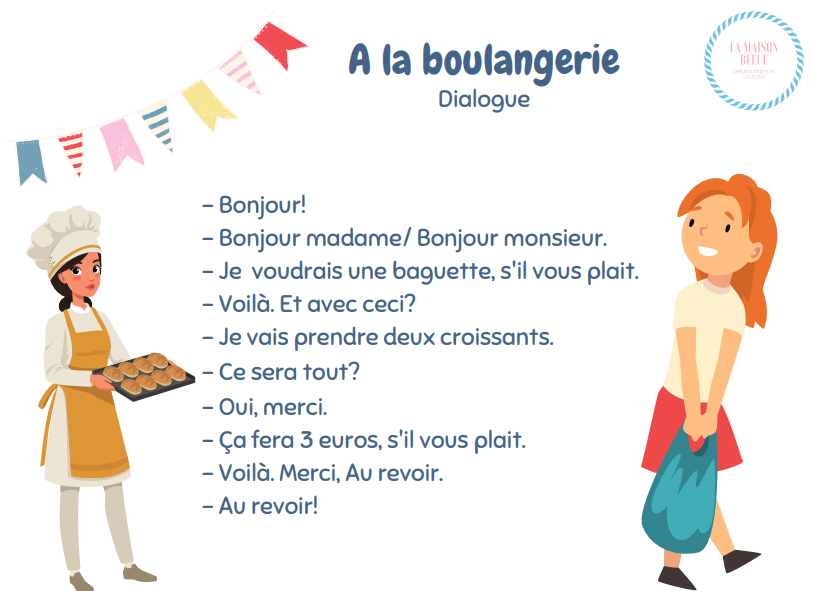 A la boulangerie
Dialogue
LA MAISON
BLEUE
ONLINE FRENCH
LESSONS
– Bonjour!
– Bonjour madame/ Bonjour monsieur.
– Je voudrais une baguette, s'il vous plait.
– Voilà. Et avec ceci?
– Je vais prendre deux croissants.
– Ce sera tout?
– Oui, merci.
– Ça fera 3 euros, s'il vous plait.
– Voilà. Merci, Au revoir.
– Au revoir!